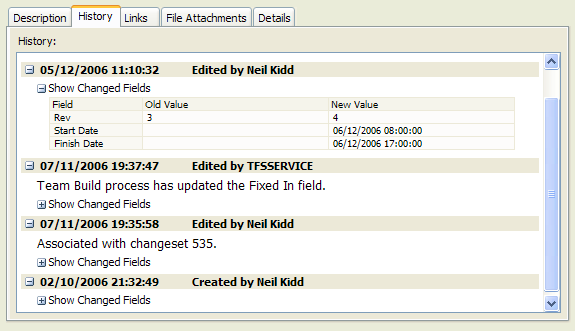 Description History Links File Attachments Details
History:
05/12/2006 11:10:32 Edited by Neil Kidd
Show Changed Fields
Field Old Value New Value
Rev 3 4
Start Date 06/12/2006 08:00:00
Finish Date 06/12/2006 17:00:00
07/11/2006 19:37:47 Edited by TFSSERVICE
Team Build process has updated the Fixed In field.
Show Changed Fields
07/11/2006 19:35:58 Edited by Neil Kidd
Associated with changeset 535.
Show Changed Fields
02/10/2006 21:32:49 Created by Neil Kidd
Show Changed Fields